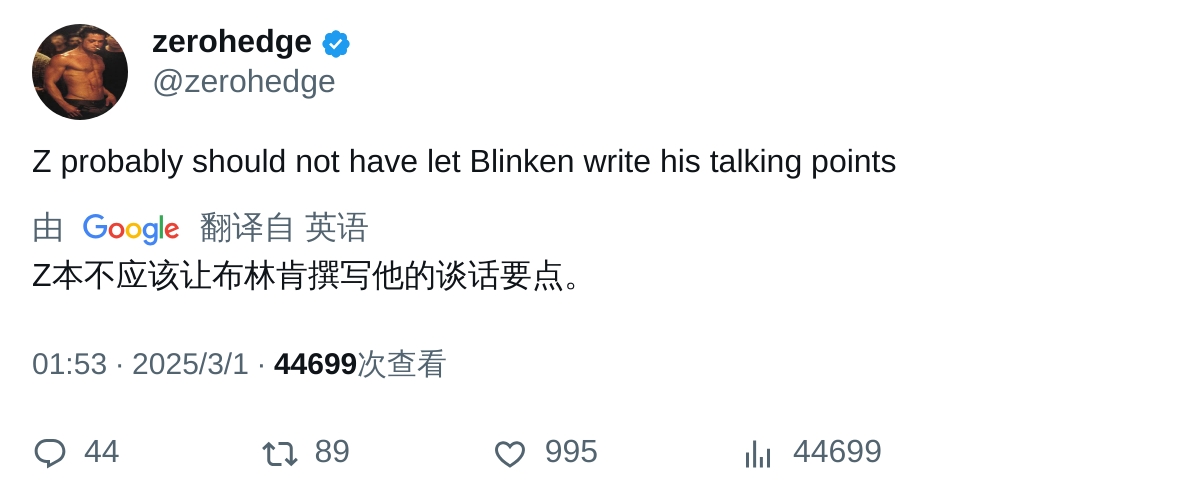 zerohedge
@zerohedge
Z probably should not have let Blinken write his talking points
由 Google 翻译自 英语
Z本不应该让布林肯撰写他的谈话要点。
01:53 · 2025/3/1 · 44699次查看
44 89 995 44699